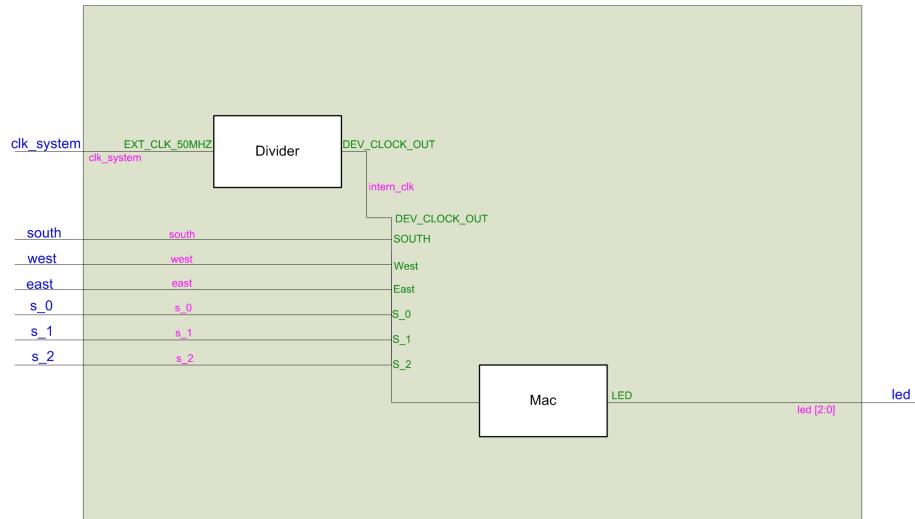 clk_system
EXT_CLK_50MHZ
clk_system
Divider
DEV_CLOCK_OUT
intern_clk
DEV_CLOCK_OUT
south
south
SOUTH
west
west
West
east
east
East
s_0
s_0
S_0
s_1
s_1
S_1
s_2
s_2
S_2
Mac
LED
led [2:0]
led